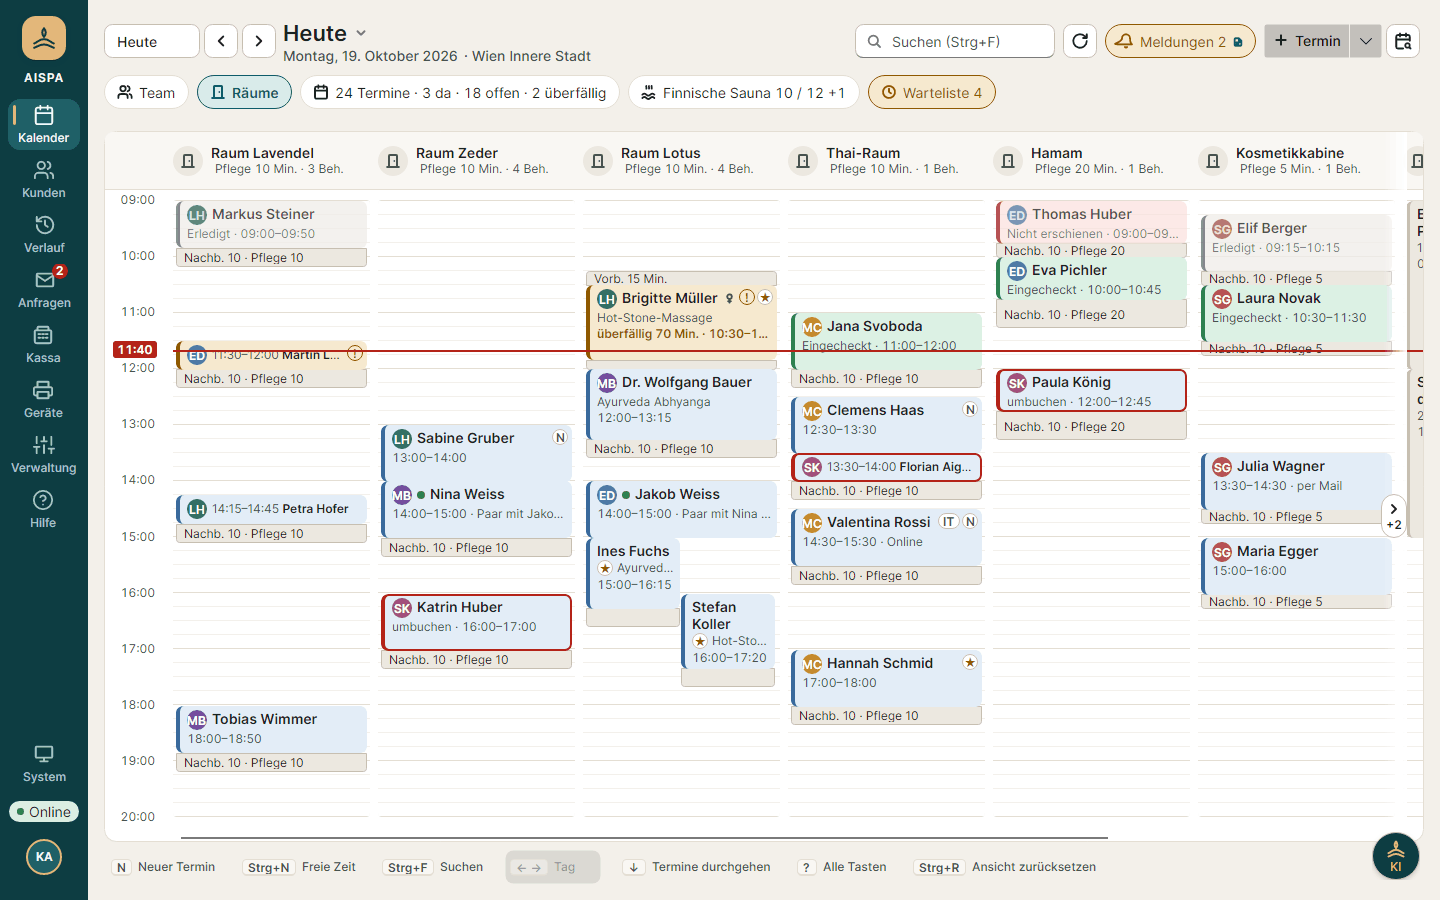 AISPA
Kalender
Kunden
Verlauf
2
Anfragen
Kassa
Geräte
Verwaltung
Hilfe
System
Online
KA
Heute
Heute
Montag, 19. Oktober 2026 · Wien Innere Stadt
Suchen (Strg+F)
Meldungen 2
Termin
Team
Räume
24 Termine · 3 da · 18 offen · 2 überfällig
Finnische Sauna 10 / 12 +1
Warteliste 4
Raum Lavendel
Pflege 10 Min. · 3 Beh.
Raum Zeder
Pflege 10 Min. · 4 Beh.
Raum Lotus
Pflege 10 Min. · 4 Beh.
Thai-Raum
Pflege 10 Min. · 1 Beh.
Hamam
Pflege 20 Min. · 1 Beh.
Kosmetikkabine
Pflege 5 Min. · 1 Beh.
09:00
10:00
11:00
11:40
12:00
13:00
14:00
15:00
16:00
17:00
18:00
19:00
20:00
LH Markus Steiner
Erledigt · 09:00–09:50
Nachb. 10 · Pflege 10
ED 11:30–12:00 Martin L...
Nachb. 10 · Pflege 10
LH 14:15–14:45 Petra Hofer
Nachb. 10 · Pflege 10
MB Tobias Wimmer
18:00–18:50
Nachb. 10 · Pflege 10
LH Sabine Gruber N
13:00–14:00
MB Nina Weiss
14:00–15:00 · Paar mit Jako...
Nachb. 10 · Pflege 10
SK Katrin Huber
umbuchen · 16:00–17:00
Nachb. 10 · Pflege 10
Vorb. 15 Min.
LH Brigitte Müller
Hot-Stone-Massage
überfällig 70 Min. · 10:30–1...
MB Dr. Wolfgang Bauer
Ayurveda Abhyanga
12:00–13:15
Nachb. 10 · Pflege 10
ED Jakob Weiss
14:00–15:00 · Paar mit Nina ...
Ines Fuchs
Ayurved...
15:00–16:15
Stefan
Koller
Hot-Sto...
16:00–17:20
MC Jana Svoboda
Eingecheckt · 11:00–12:00
Nachb. 10 · Pflege 10
MC Clemens Haas N
12:30–13:30
SK 13:30–14:00 Florian Aig...
Nachb. 10 · Pflege 10
MC Valentina Rossi IT N
14:30–15:30 · Online
Nachb. 10 · Pflege 10
MC Hannah Schmid
17:00–18:00
Nachb. 10 · Pflege 10
ED Thomas Huber
Nicht erschienen · 09:00–09...
Nachb. 10 · Pflege 20
ED Eva Pichler
Eingecheckt · 10:00–10:45
Nachb. 10 · Pflege 20
SK Paula König
umbuchen · 12:00–12:45
Nachb. 10 · Pflege 20
SG Elif Berger
Erledigt · 09:15–10:15
Nachb. 10 · Pflege 5
SG Laura Novak
Eingecheckt · 10:30–11:30
Nachb. 10 · Pflege 5
SG Julia Wagner
13:30–14:30 · per Mail
Nachb. 10 · Pflege 5
SG Maria Egger
15:00–16:00
Nachb. 10 · Pflege 5
+2
N Neuer Termin
Strg+N Freie Zeit
Strg+F Suchen
← → Tag
↓ Termine durchgehen
? Alle Tasten
Strg+R Ansicht zurücksetzen
KI